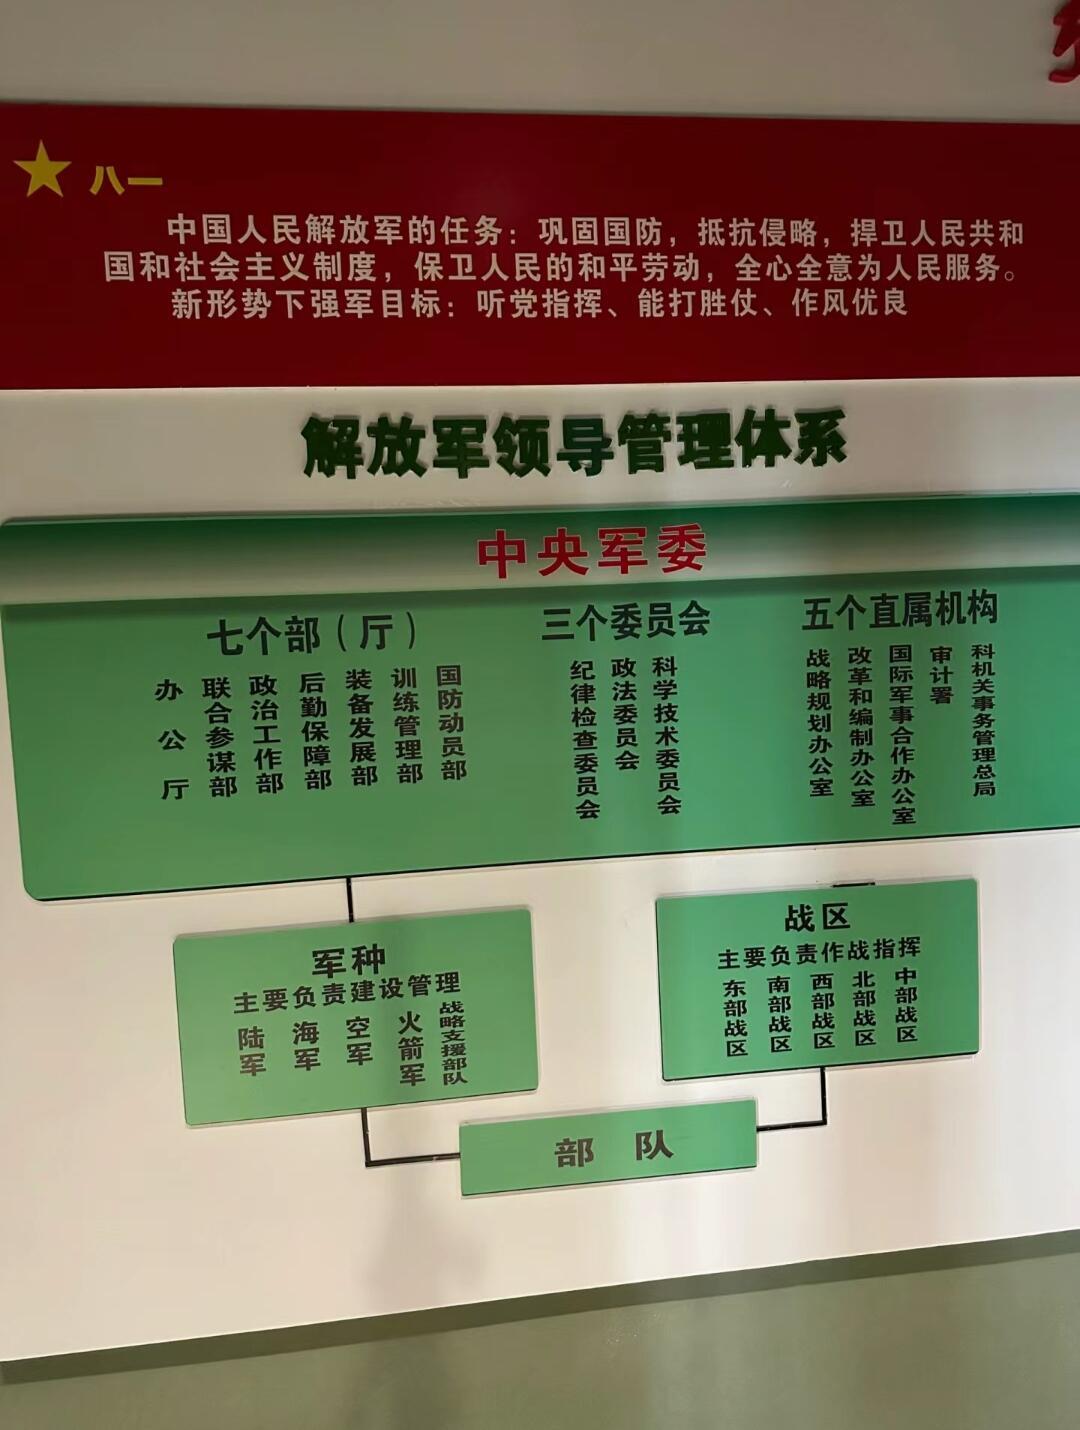 八一
中国人民解放军的任务：巩固国防，抵抗侵略，捍卫人民共和
国和社会主义制度，保卫人民的和平劳动，全心全意为人民服务。
新形势下强军目标：听党指挥、能打胜仗、作风优良
解放军领导管理体系
中央军委
七个部（厅）
办公厅
联合参谋部
政治工作部
后勤保障部
装备发展部
训练管理部
国防动员部
三个委员会
纪律检查委员会
政法委员会
科学技术委员会
五个直属机构
战略规划办公室
改革和编制办公室
国际军事合作办公室
审计署
科机关事务管理总局
军种
主要负责建设管理
陆军
海军
空军
火箭军
战略支援部队
战区
主要负责作战指挥
东部战区
南部战区
西部战区
北部战区
中部战区
部队